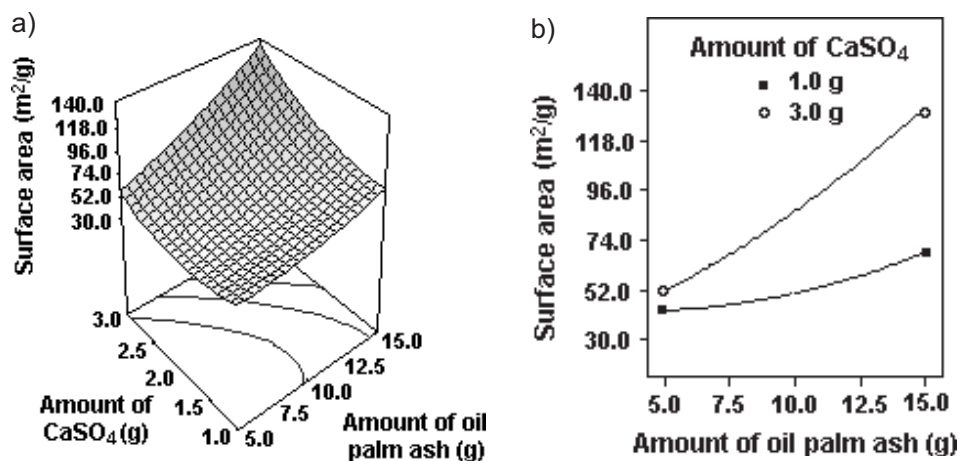 a)
Surface area (m²/g)
140.0
118.0
96.0
74.0
52.0
30.0
3.0
2.5
2.0
1.5
1.0
Amount of
CaSO₄ (g)
5.0
7.5
10.0
12.5
15.0
Amount of oil
palm ash (g)
b)
Amount of CaSO₄
1.0 g
3.0 g
Surface area (m²/g)
140.0
118.0
96.0
74.0
52.0
30.0
5.0 7.5 10.0 12.5 15.0
Amount of oil palm ash (g)